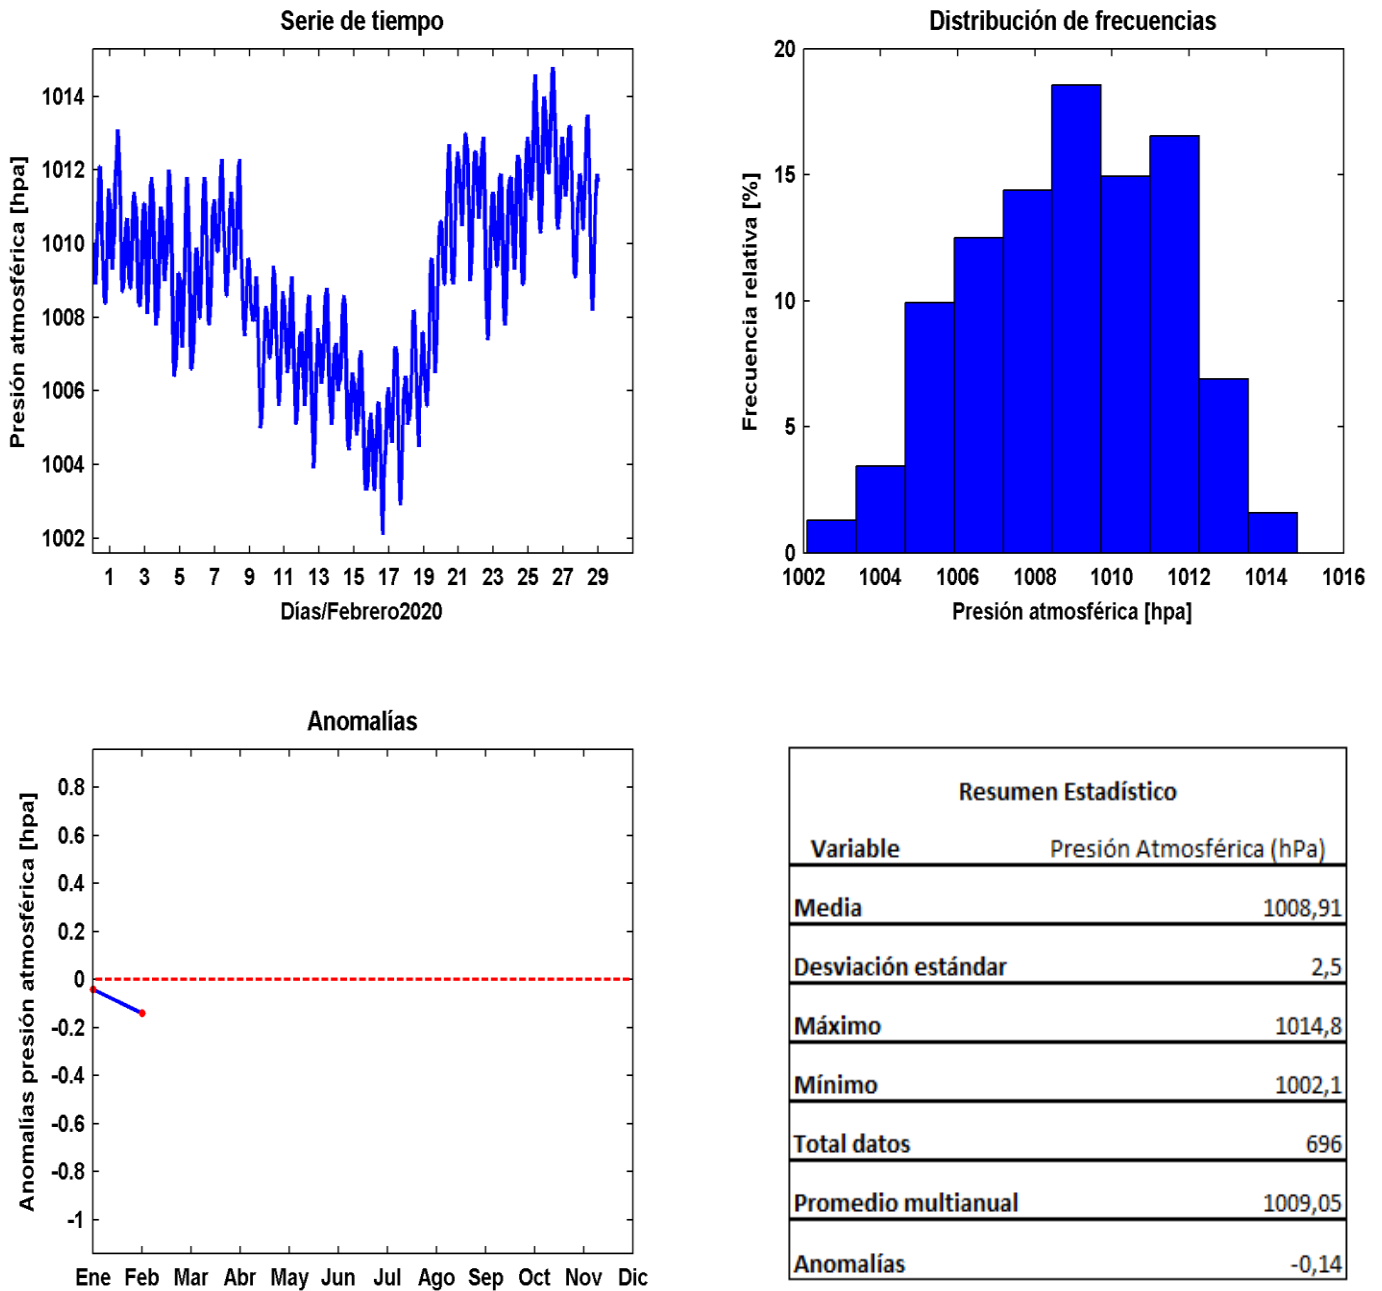 Serie de tiempo
Presión atmosférica [hpa]
1014
1012
1010
1008
1006
1004
1002
1 3 5 7 9 11 13 15 17 19 21 23 25 27 29
Días/Febrero2020
Distribución de frecuencias
Frecuencia relativa [%]
20
15
10
5
0
1002 1004 1006 1008 1010 1012 1014 1016
Presión atmosférica [hpa]
Anomalías
Anomalías presión atmosférica [hpa]
0.8
0.6
0.4
0.2
0
-0.2
-0.4
-0.6
-0.8
-1
Ene Feb Mar Abr May Jun Jul Ago Sep Oct Nov Dic
Resumen Estadístico
Variable Presión Atmosférica (hPa)
Media 1008,91
Desviación estándar 2,5
Máximo 1014,8
Mínimo 1002,1
Total datos 696
Promedio multianual 1009,05
Anomalías -0,14